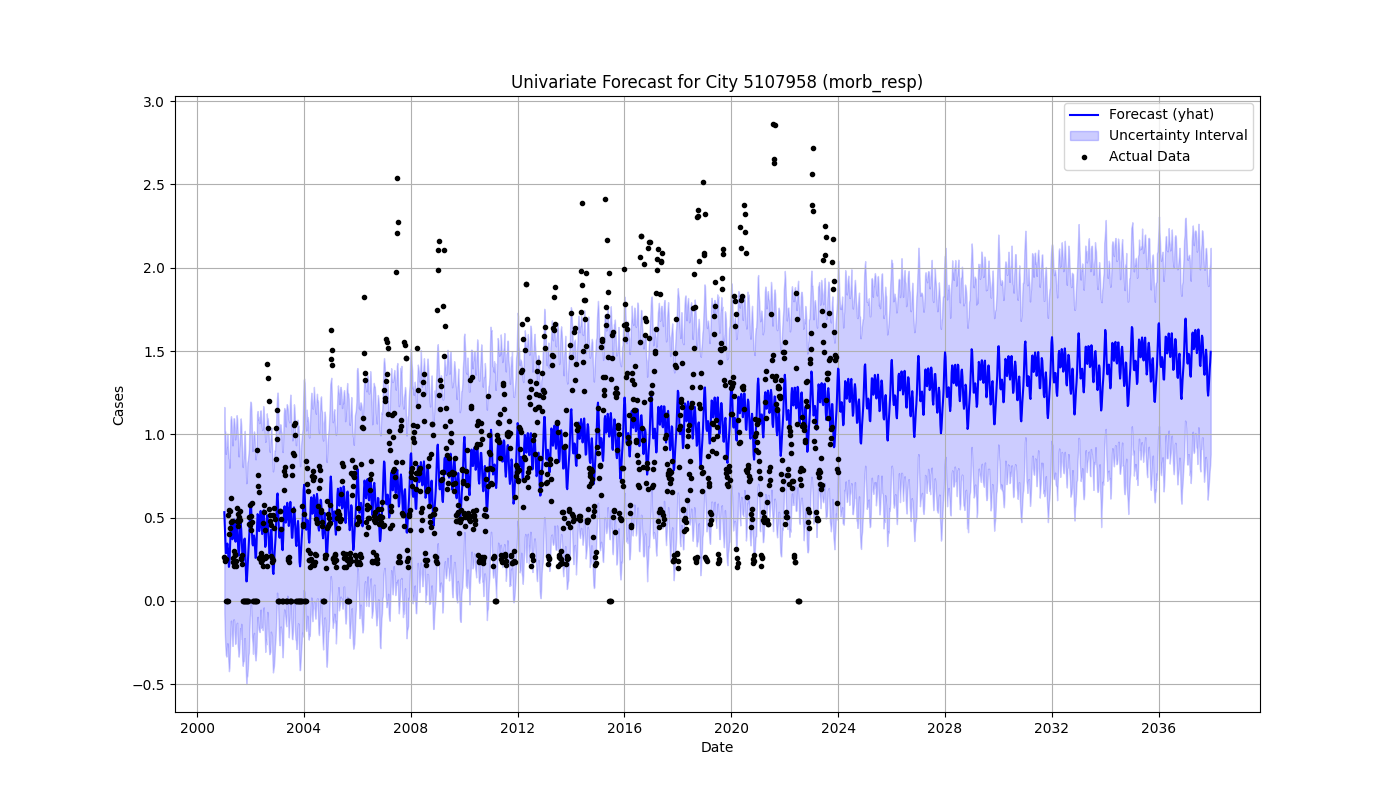 Univariate Forecast for City 5107958 (morb_resp)
3.0
2.5
2.0
1.5
1.0
0.5
0.0
−0.5
Cases
Forecast (yhat)
Uncertainty Interval
Actual Data
2000 2004 2008 2012 2016 2020 2024 2028 2032 2036
Date